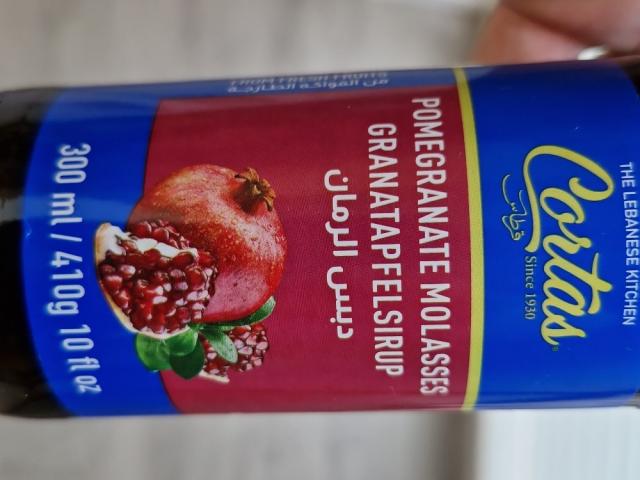 THE LEBANESE KITCHEN
Cortas
قرطاس
Since 1930
POMEGRANATE MOLASSES
GRANATAPFELSIRUP
دبس الرمان
FROM FRESH FRUITS
من الفواكه الطازجة
300 ml / 410g 10 fl oz